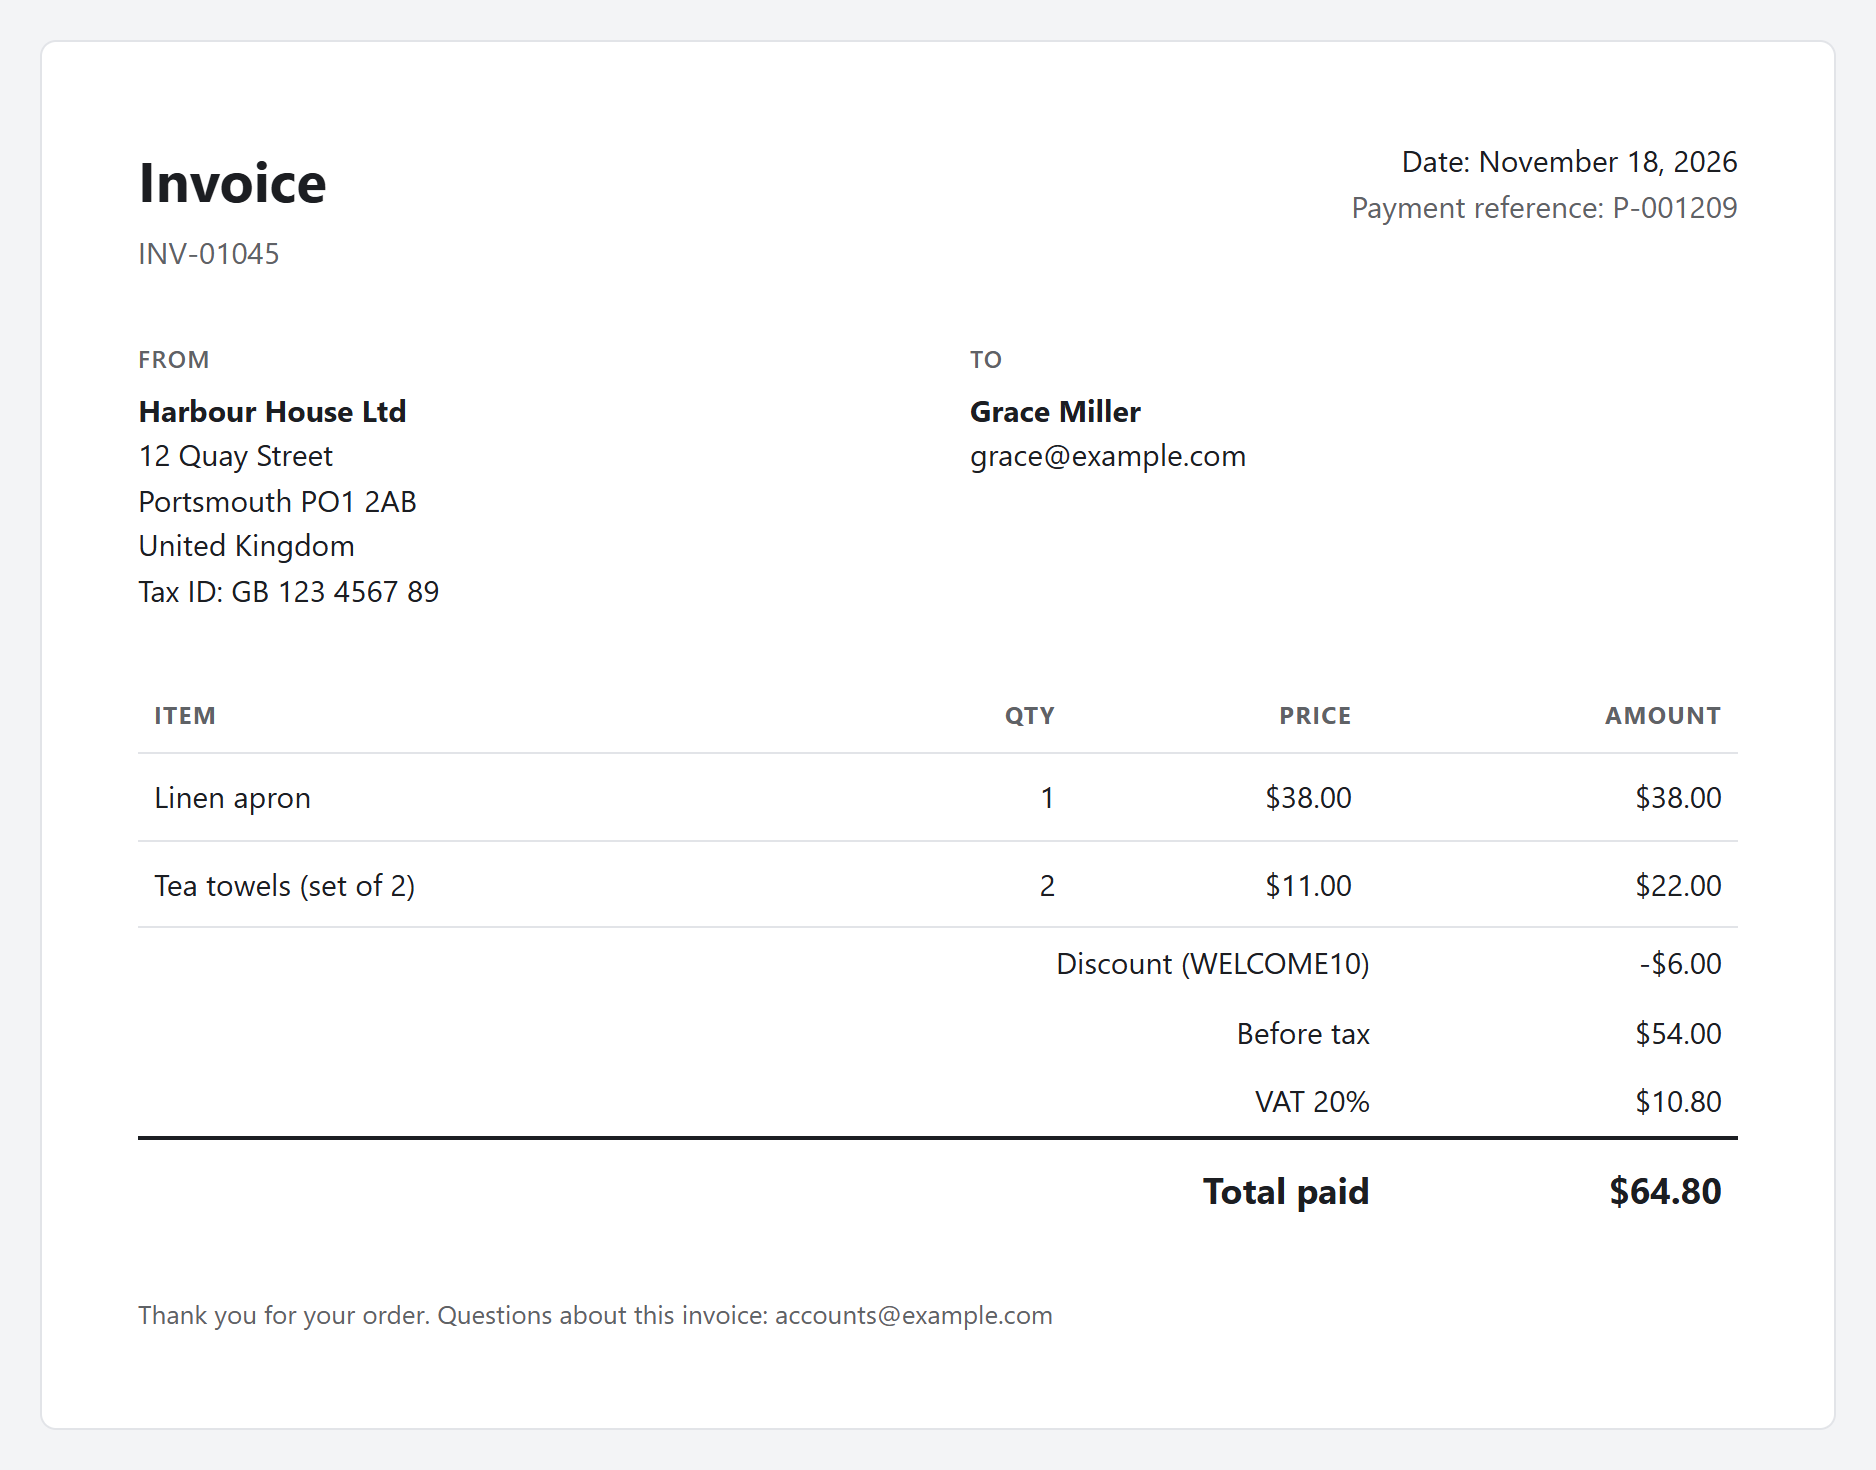 Invoice
INV-01045
Date: November 18, 2026
Payment reference: P-001209
FROM
Harbour House Ltd
12 Quay Street
Portsmouth PO1 2AB
United Kingdom
Tax ID: GB 123 4567 89
TO
Grace Miller
grace@example.com
ITEM QTY PRICE AMOUNT
Linen apron 1 $38.00 $38.00
Tea towels (set of 2) 2 $11.00 $22.00
Discount (WELCOME10) -$6.00
Before tax $54.00
VAT 20% $10.80
Total paid $64.80
Thank you for your order. Questions about this invoice: accounts@example.com